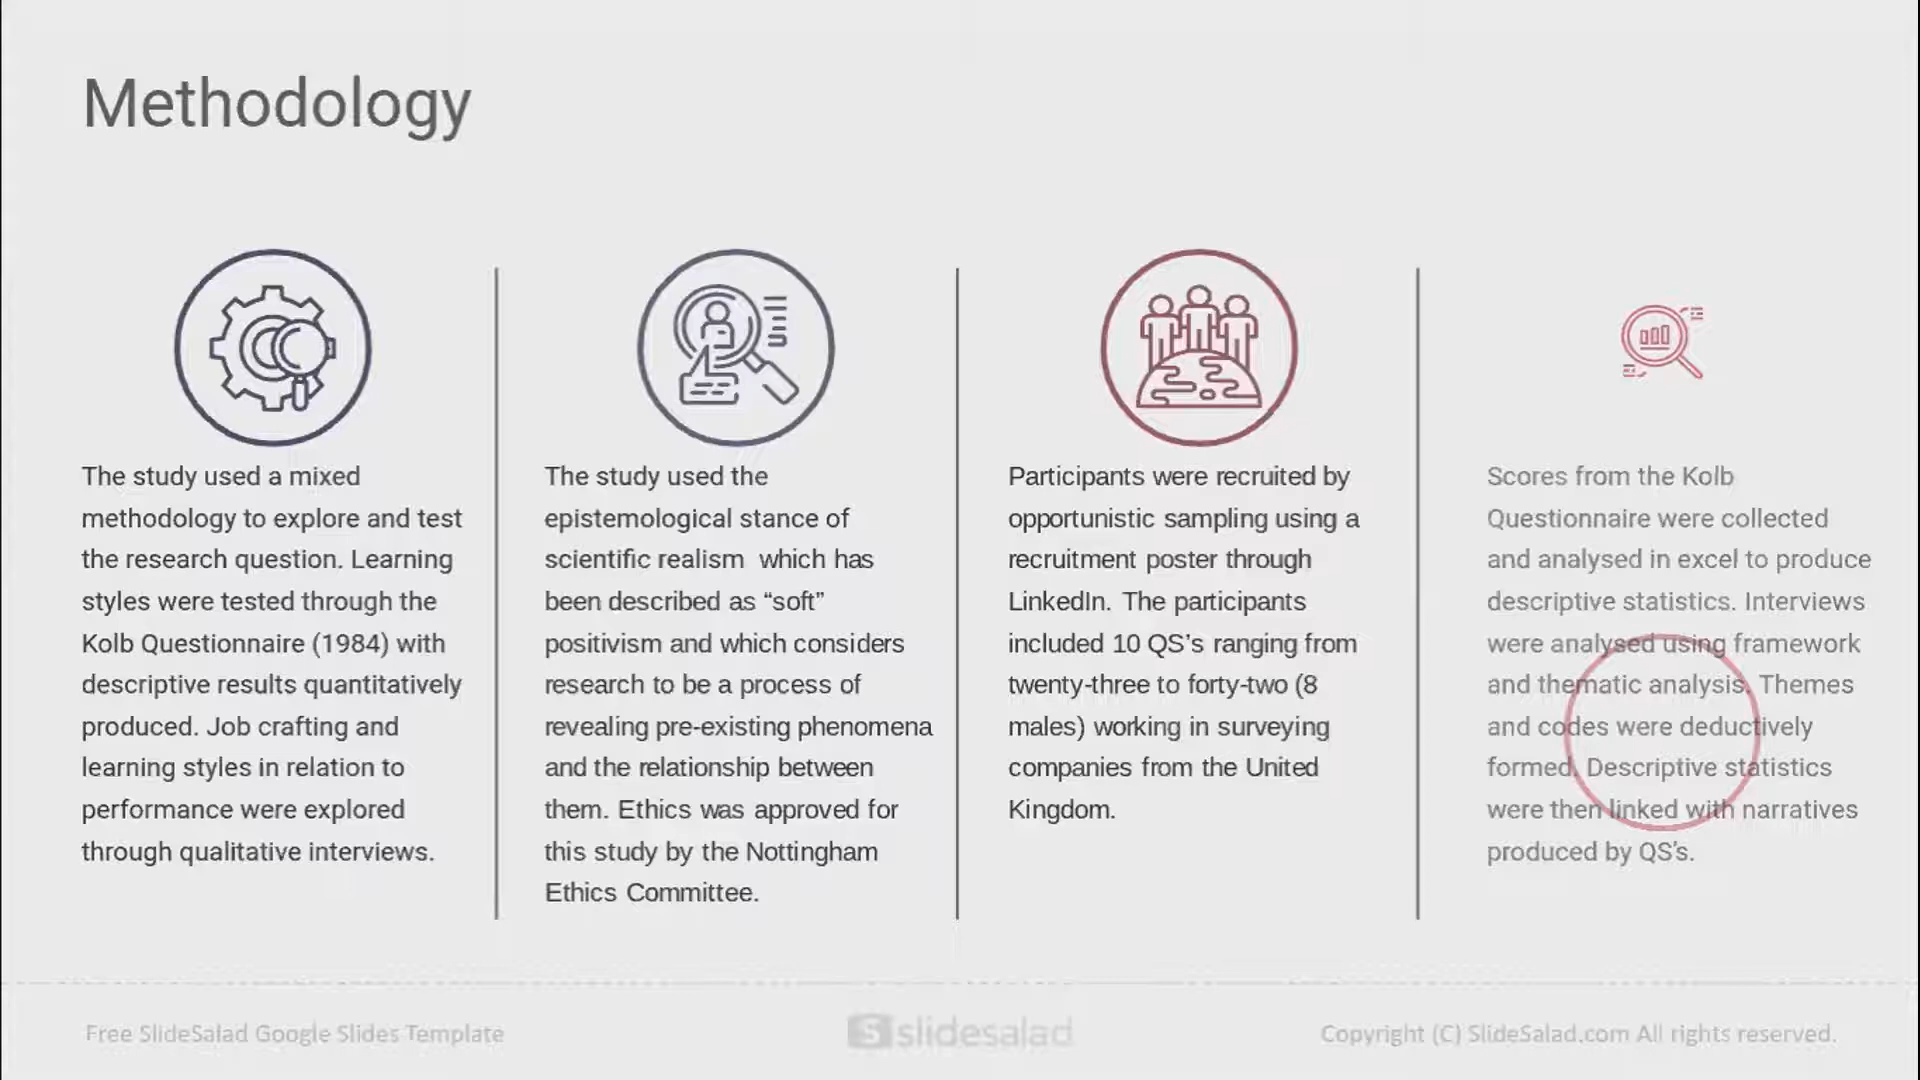 Methodology
The study used a mixed
methodology to explore and test
the research question. Learning
styles were tested through the
Kolb Questionnaire (1984) with
descriptive results quantitatively
produced. Job crafting and
learning styles in relation to
performance were explored
through qualitative interviews.
The study used the
epistemological stance of
scientific realism  which has
been described as “soft”
positivism and which considers
research to be a process of
revealing pre-existing phenomena
and the relationship between
them. Ethics was approved for
this study by the Nottingham
Ethics Committee.
Participants were recruited by
opportunistic sampling using a
recruitment poster through
LinkedIn. The participants
included 10 QS’s ranging from
twenty-three to forty-two (8
males) working in surveying
companies from the United
Kingdom.
Scores from the Kolb
Questionnaire were collected
and analysed in excel to produce
descriptive statistics. Interviews
were analysed using framework
and thematic analysis. Themes
and codes were deductively
formed. Descriptive statistics
were then linked with narratives
produced by QS’s.
Free SlideSalad Google Slides Template
slidesalad
Copyright (C) SlideSalad.com All rights reserved.